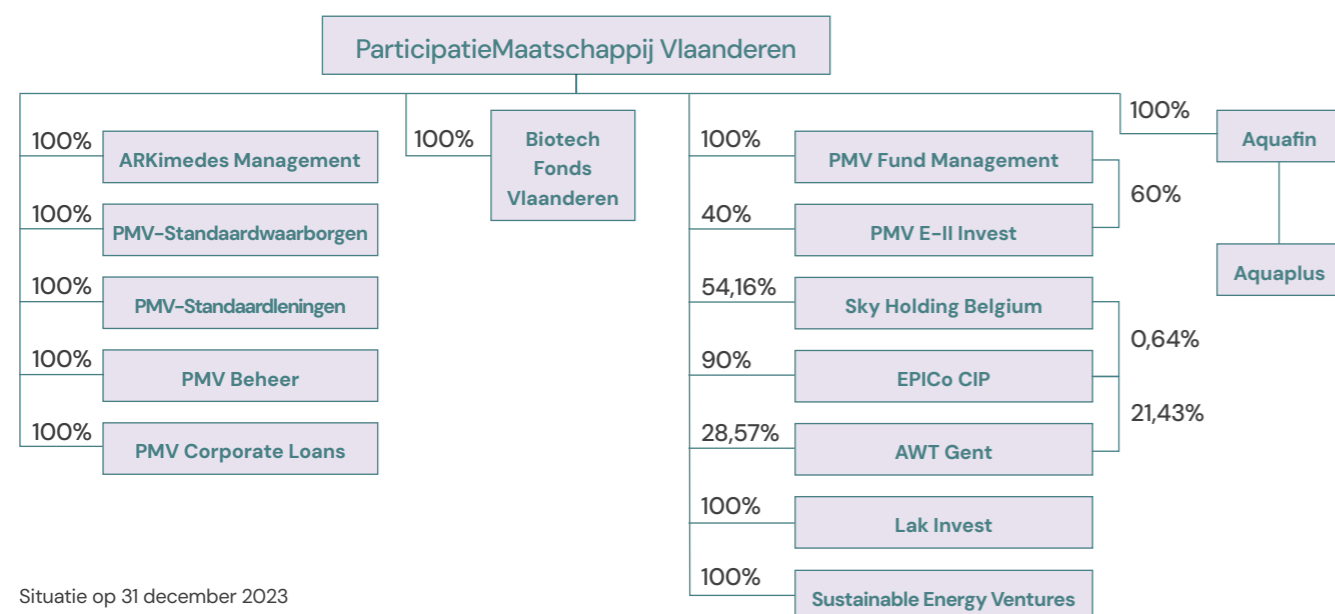 ParticipatieMaatschappij Vlaanderen
100%
ARKimedes Management
100%
PMV-Standaardwaarborgen
100%
PMV-Standaardleningen
100%
PMV Beheer
100%
PMV Corporate Loans
100%
Biotech
Fonds
Vlaanderen
100%
PMV Fund Management
60%
40%
PMV E-II Invest
54,16%
Sky Holding Belgium
0,64%
90%
EPICo CIP
21,43%
28,57%
AWT Gent
100%
Lak Invest
100%
Sustainable Energy Ventures
100%
Aquafin
Aquaplus
Situatie op 31 december 2023